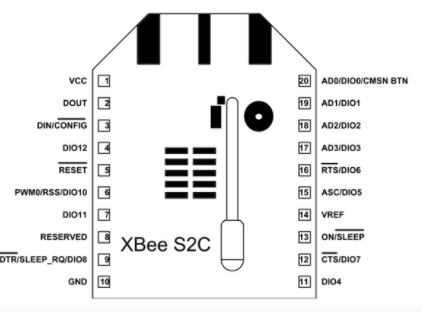 VCC 1
DOUT 2
DIN/CONFIG 3
DIO12 4
RESET 5
PWM0/RSS/DIO10 6
DIO11 7
RESERVED 8
DTR/SLEEP_RQ/DIO8 9
GND 10
XBee S2C
20 AD0/DIO0/CMSN BTN
19 AD1/DIO1
18 AD2/DIO2
17 AD3/DIO3
16 RTS/DIO6
15 ASC/DIO5
14 VREF
13 ON/SLEEP
12 CTS/DIO7
11 DIO4